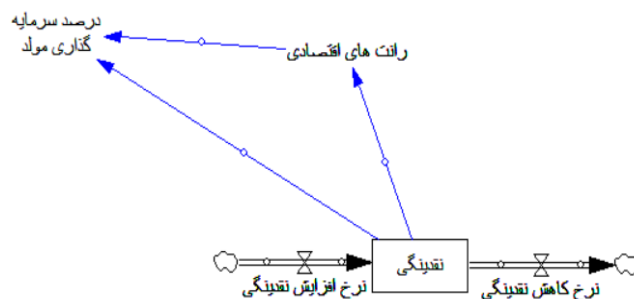 درصد سرمایه
گذاری مولد
رانت های اقتصادی
نقدینگی
نرخ افزایش نقدینگی
نرخ کاهش نقدینگی